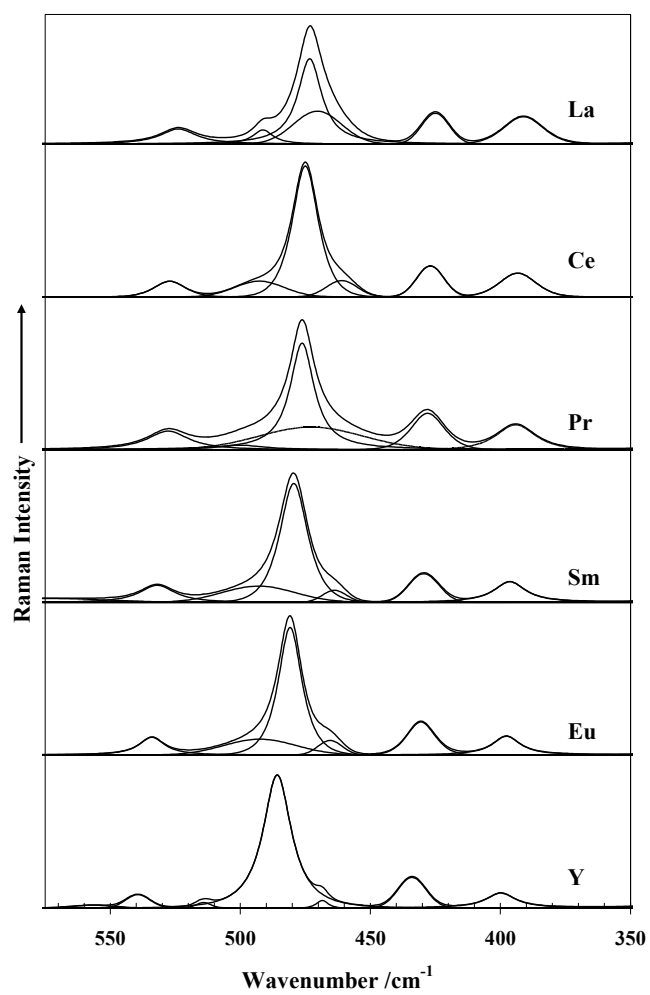 La
Ce
Pr
Sm
Eu
Y
Raman Intensity
550 500 450 400 350
Wavenumber /cm-1